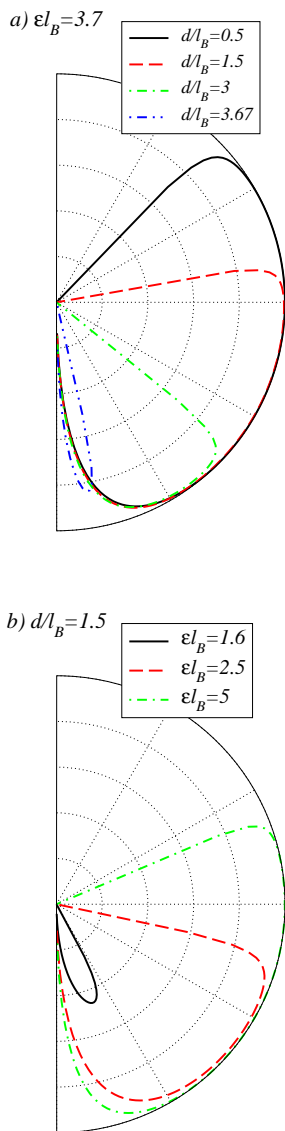 a) εl_B=3.7
d/l_B=0.5
d/l_B=1.5
d/l_B=3
d/l_B=3.67
b) d/l_B=1.5
εl_B=1.6
εl_B=2.5
εl_B=5